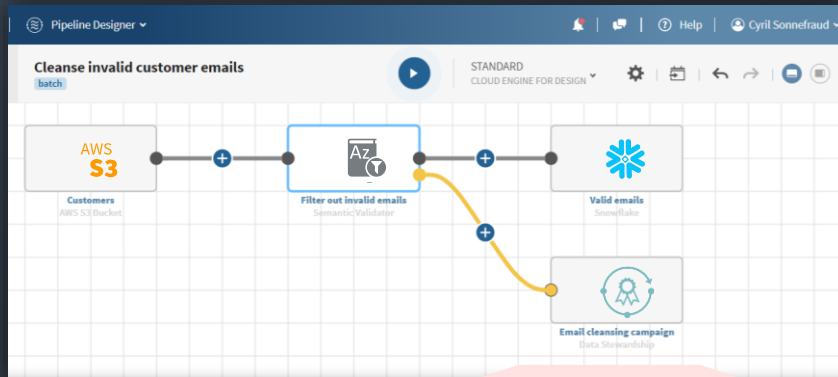 Pipeline Designer
Help
Cyril Sonnefraud
Cleanse invalid customer emails
batch
STANDARD
CLOUD ENGINE FOR DESIGN
AWS
S3
Customers
AWS S3 Bucket
Az
Filter out invalid emails
Semantic Validator
Valid emails
Snowflake
Email cleansing campaign
Data Stewardship